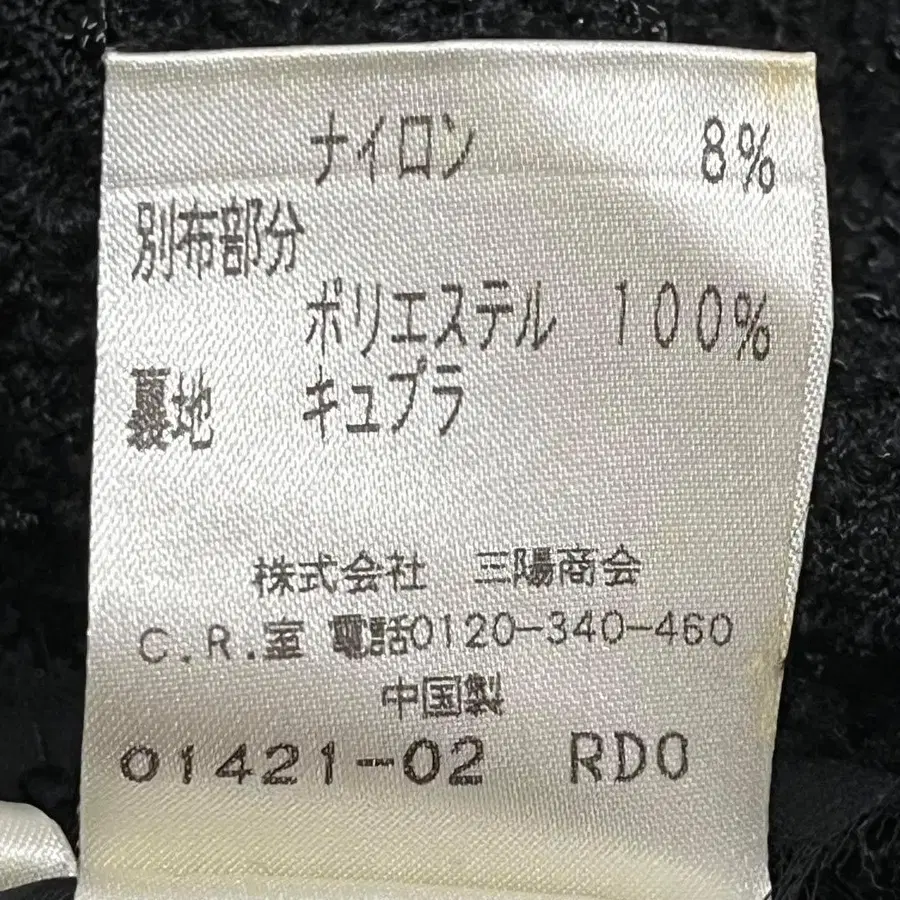 ナイロン 8%
別布部分
ポリエステル 100%
裏地 キュプラ
株式会社 三陽商会
C.R.室 電話0120-340-460
中国製
01421-02 RDO